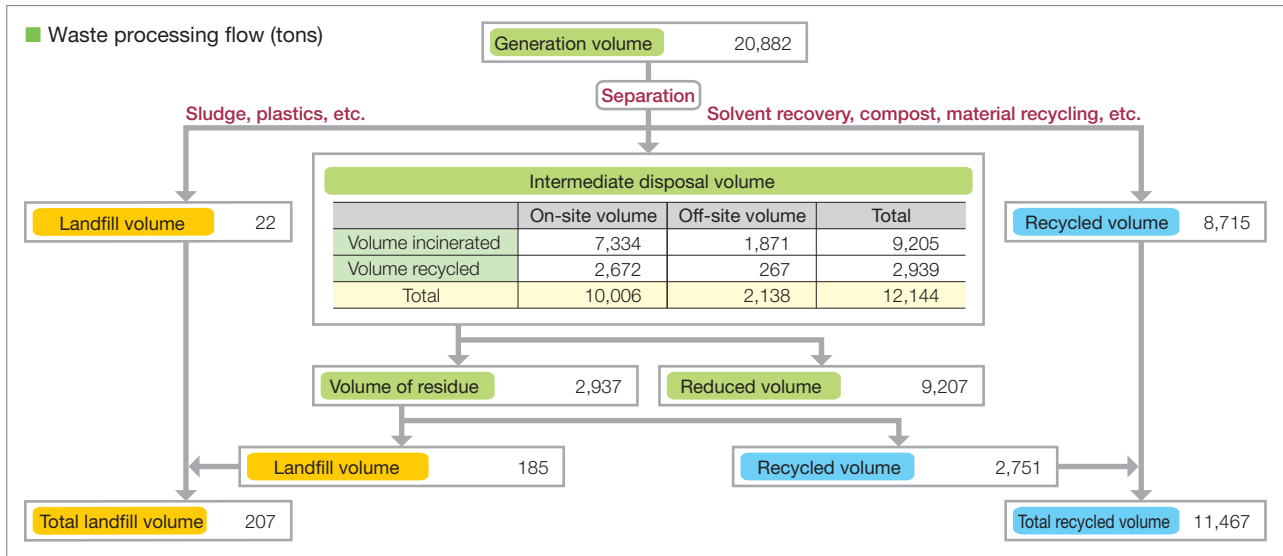 Waste processing flow (tons)
Generation volume 20,882
Separation
Sludge, plastics, etc.
Solvent recovery, compost, material recycling, etc.
Intermediate disposal volume
On-site volume Off-site volume Total
Volume incinerated 7,334 1,871 9,205
Volume recycled 2,672 267 2,939
Total 10,006 2,138 12,144
Landfill volume 22
Recycled volume 8,715
Volume of residue 2,937
Reduced volume 9,207
Landfill volume 185
Recycled volume 2,751
Total landfill volume 207
Total recycled volume 11,467